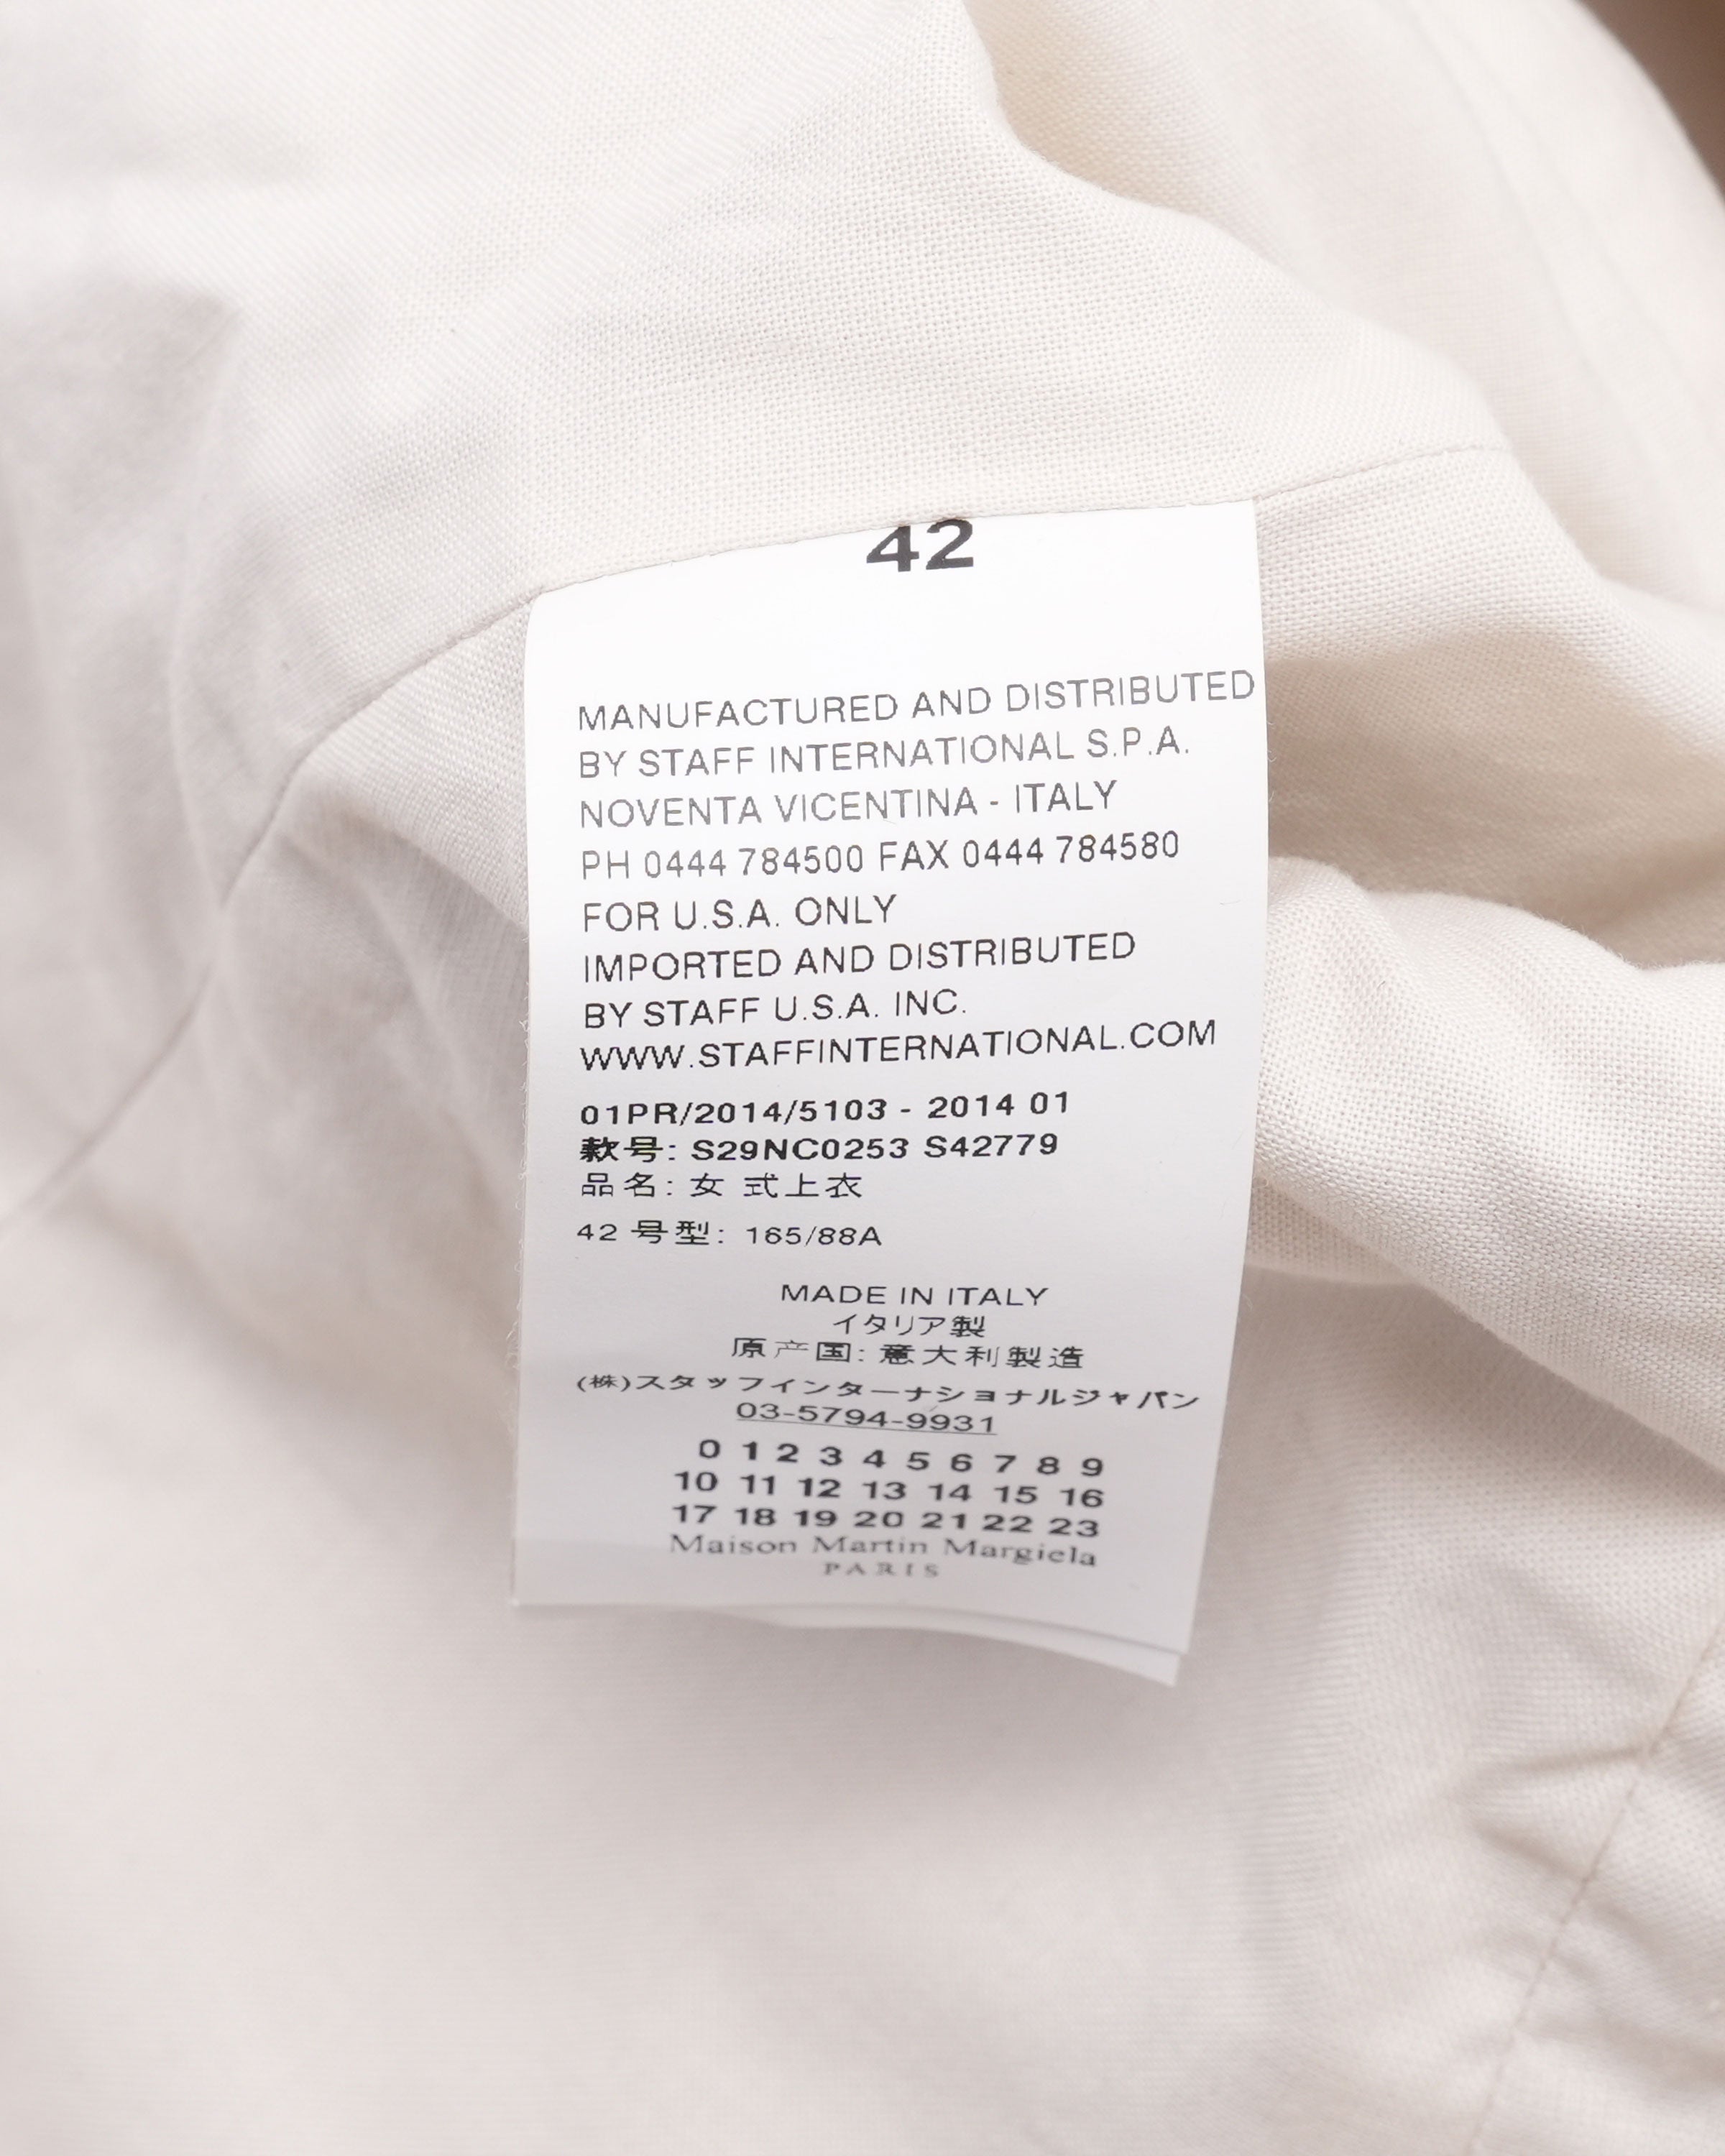 42
MANUFACTURED AND DISTRIBUTED
BY STAFF INTERNATIONAL S.P.A.
NOVENTA VICENTINA - ITALY
PH 0444 784500 FAX 0444 784580
FOR U.S.A. ONLY
IMPORTED AND DISTRIBUTED
BY STAFF U.S.A. INC.
WWW.STAFFINTERNATIONAL.COM
01PR/2014/5103 - 2014 01
款号: S29NC0253 S42779
品名: 女 式上衣
42 号型: 165/88A
MADE IN ITALY
イタリア製
原产国: 意大利製造
(株)スタッフインターナショナルジャパン
03-5794-9931
0 1 2 3 4 5 6 7 8 9
10 11 12 13 14 15 16
17 18 19 20 21 22 23
Maison Martin Margiela
PARIS